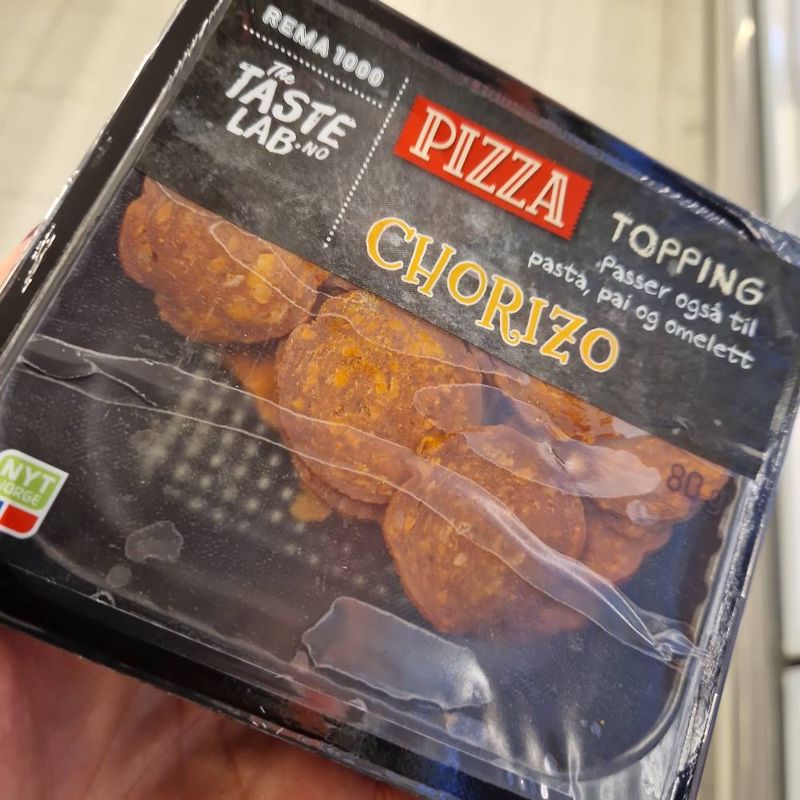 REMA 1000
The
TASTE
LAB.NO
PIZZA
TOPPING
CHORIZO
Passer også til
pasta, pai og omelett
80 g
NYT
NORGE